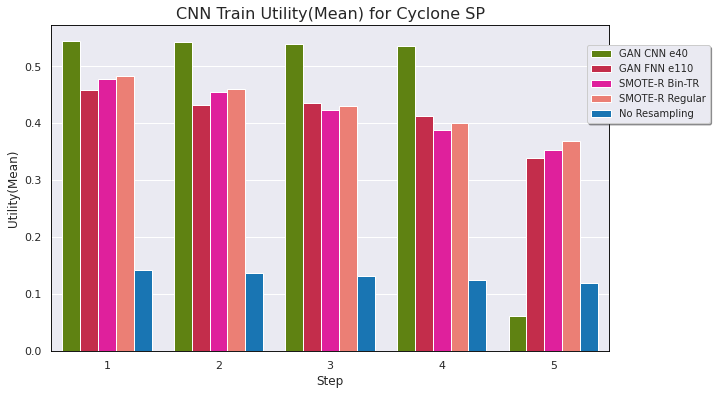 CNN Train Utility(Mean) for Cyclone SP
GAN CNN e40
GAN FNN e110
SMOTE-R Bin-TR
SMOTE-R Regular
No Resampling
Utility(Mean)
0.5
0.4
0.3
0.2
0.1
0.0
1 2 3 4 5
Step